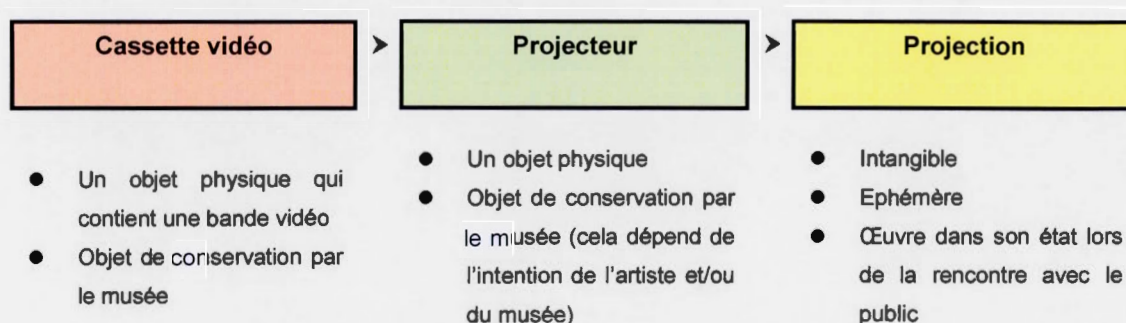 Cassette vidéo
➤
Projecteur
➤
Projection
● Un objet physique qui
contient une bande vidéo
● Objet de conservation par
le musée
● Un objet physique
● Objet de conservation par
le musée (cela dépend de
l'intention de l'artiste et/ou
du musée)
● Intangible
● Ephémère
● Œuvre dans son état lors
de la rencontre avec le
public